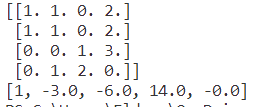 [[1. 1. 0. 2.]
[1. 1. 0. 2.]
[0. 0. 1. 3.]
[0. 1. 2. 0.]]
[1, -3.0, -6.0, 14.0, -0.0]